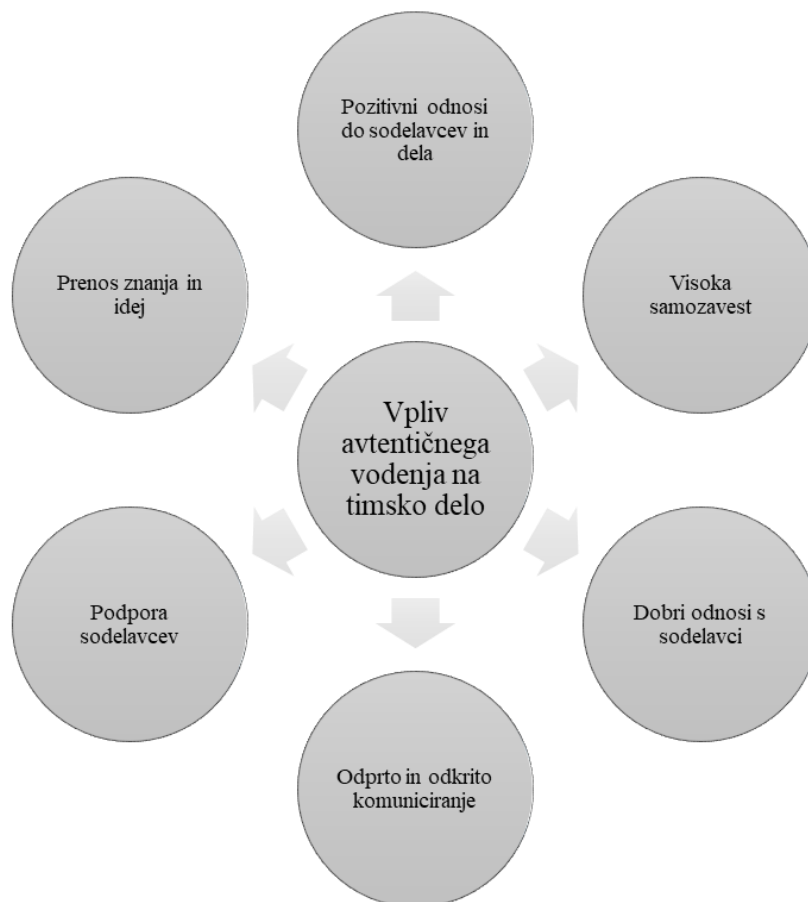 Pozitivni odnosi
do sodelavcev in
dela
Prenos znanja in
idej
Visoka
samozavest
Vpliv
avtentičnega
vodenja na
timsko delo
Podpora
sodelavcev
Dobri odnosi s
sodelavci
Odprto in odkrito
komuniciranje